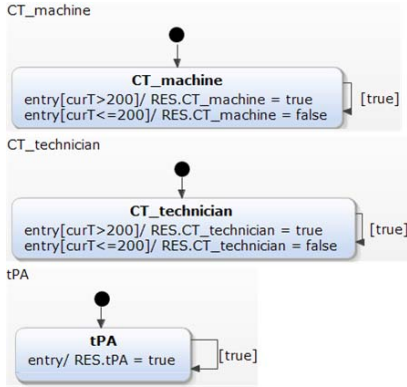 CT_machine
CT_machine
entry[curT>200]/ RES.CT_machine = true
entry[curT<=200]/ RES.CT_machine = false
[true]
CT_technician
CT_technician
entry[curT>200]/ RES.CT_technician = true
entry[curT<=200]/ RES.CT_technician = false
[true]
tPA
tPA
entry/ RES.tPA = true
[true]